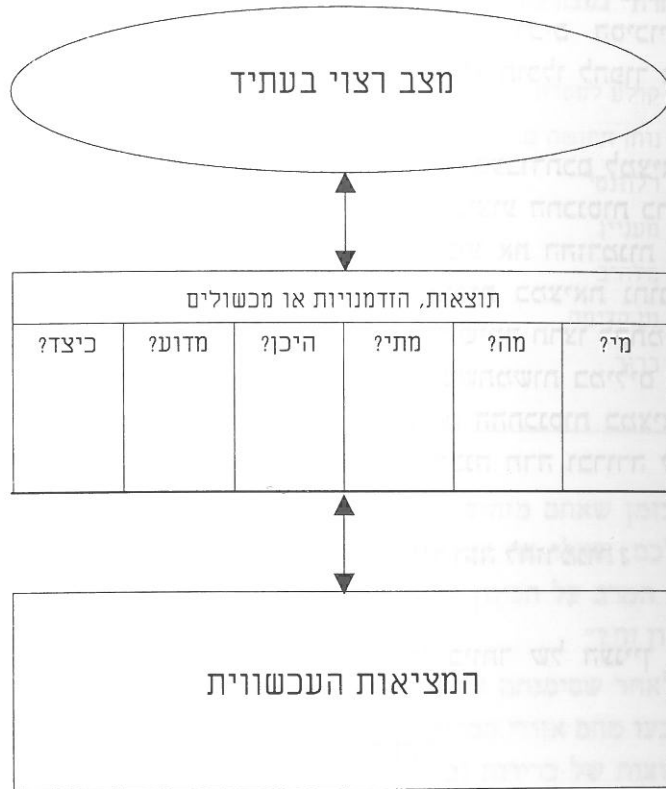 מצב רצוי בעתיד
תוצאות, הזדמנויות או מכשולים
מי? מה? מתי? היכן? מדוע? כיצד?
המציאות העכשווית